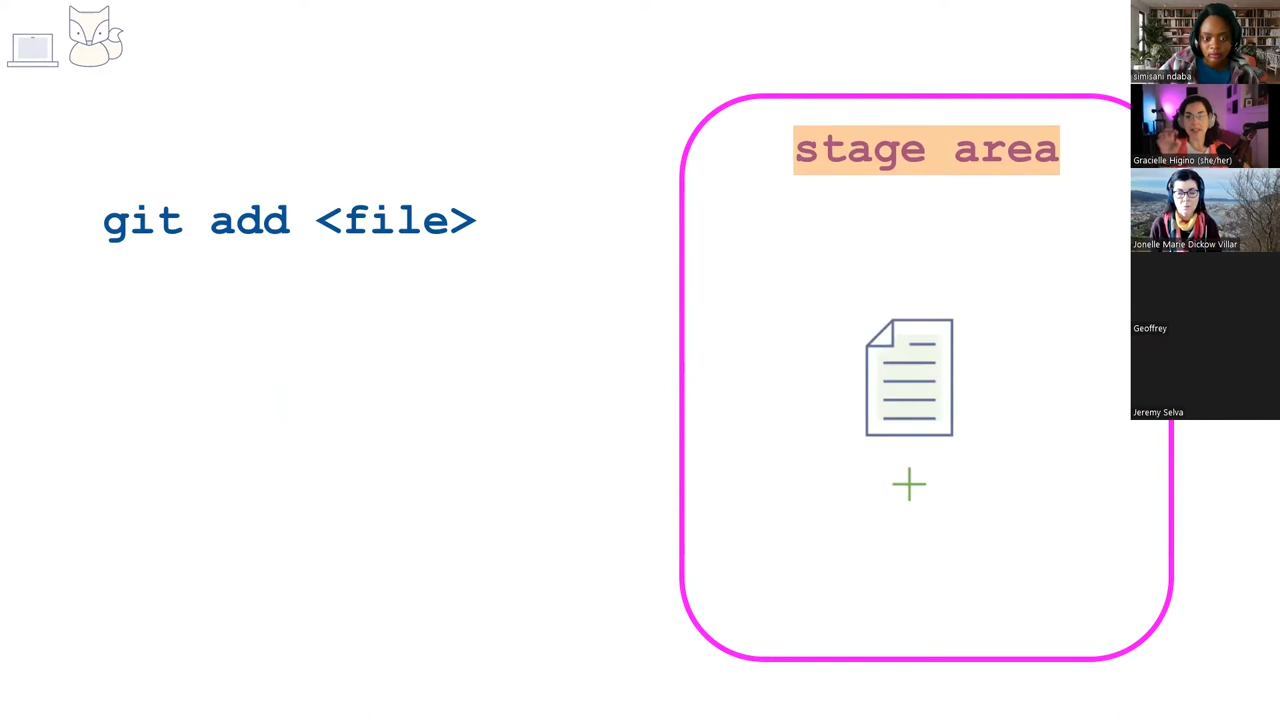 git add <file>
stage area
simisani ndaba
Gracielle Higino (she/her)
Jonelle Marie Dickow Villar
Geoffrey
Jeremy Selva